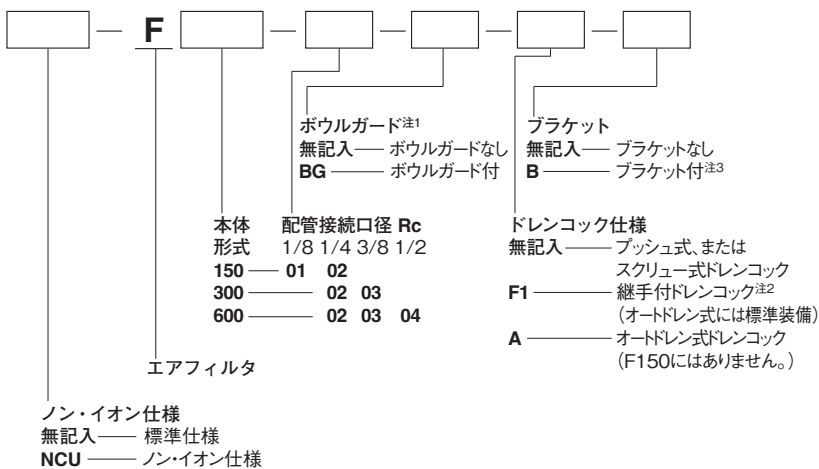 — F — — — —
ボウルガード注1
無記入 — ボウルガードなし
BG — ボウルガード付
ブラケット
無記入 — ブラケットなし
B — ブラケット付注3
本体
形式
配管接続口径 Rc
1/8 1/4 3/8 1/2
150 — 01 02
300 — 02 03
600 — 02 03 04
ドレンコック仕様
無記入 — プッシュ式、または
スクリュー式ドレンコック
F1 — 継手付ドレンコック注2
（オートドレン式には標準装備）
A — オートドレン式ドレンコック
（F150にはありません。）
エアフィルタ
ノン・イオン仕様
無記入 — 標準仕様
NCU — ノン・イオン仕様